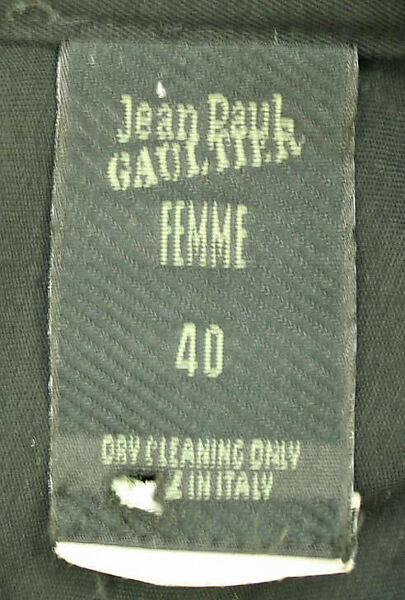 Jean Paul
GAULTIER
FEMME
40
DRY CLEANING ONLY
IN ITALY